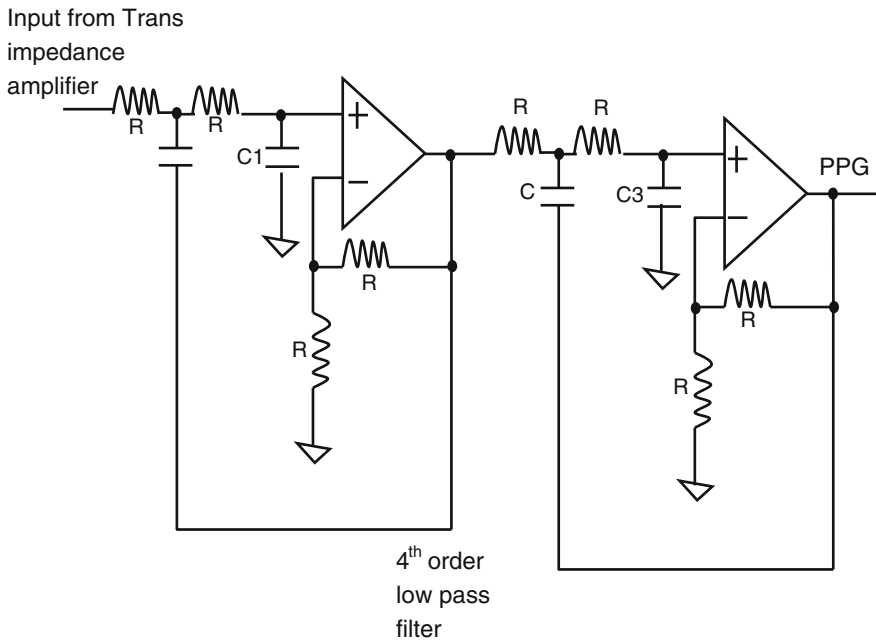 Input from Trans
impedance
amplifier
R
R
C1
R
R
R
R
C
C3
PPG
R
R
4th order
low pass
filter